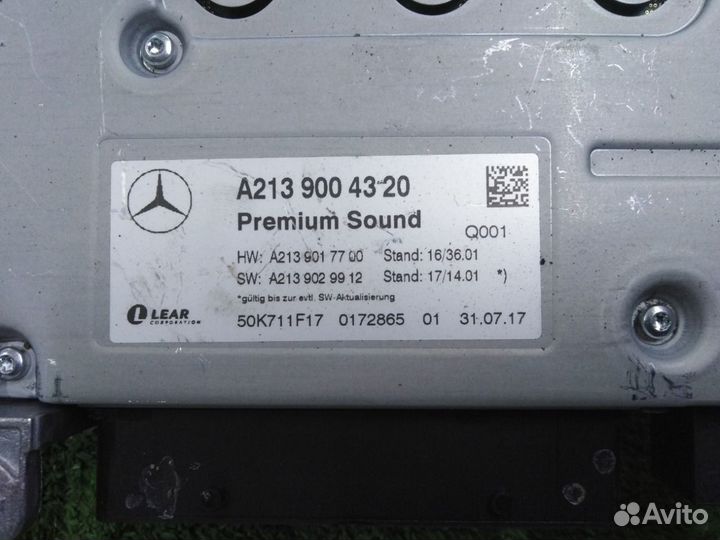 A213 900 43 20
Premium Sound
Q001
HW: A213 901 77 00 Stand: 16/36.01
SW: A213 902 99 12 Stand: 17/14.01 *)
*gültig bis zur evtl. SW-Aktualisierung
LEAR
CORPORATION
50K711F17 0172865 01 31.07.17
Avito